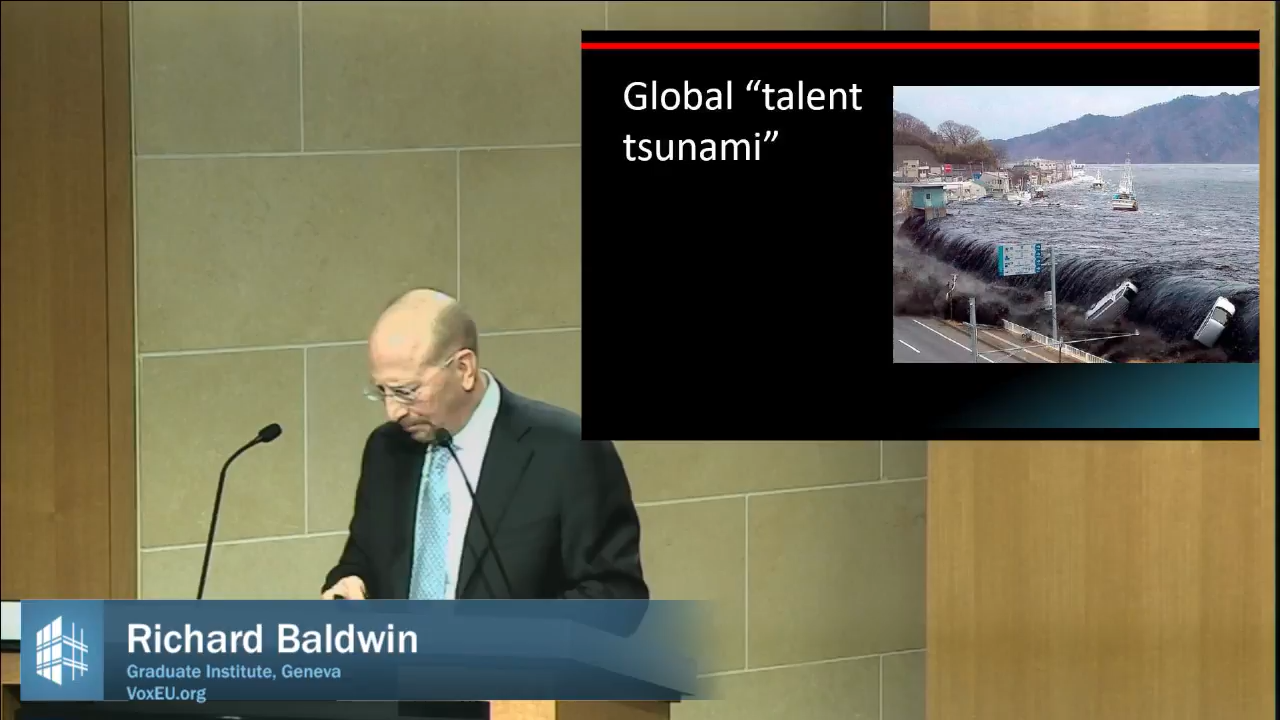 Global “talent
tsunami”
Richard Baldwin
Graduate Institute, Geneva
VoxEU.org